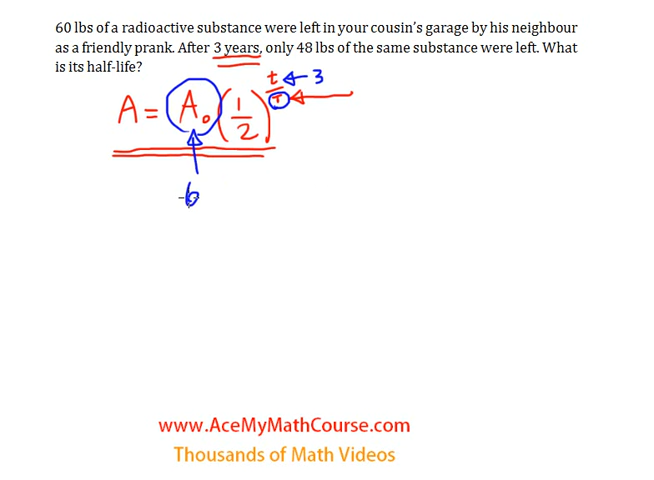 60 lbs of a radioactive substance were left in your cousin's garage by his neighbour
as a friendly prank. After 3 years, only 48 lbs of the same substance were left. What
is its half-life?
t 3
A = A₀ (1/2) T
6
www.AceMyMathCourse.com
Thousands of Math Videos